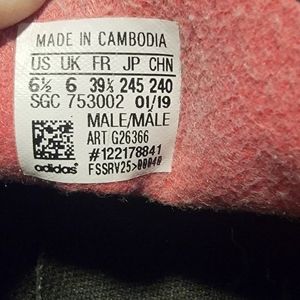 MADE IN CAMBODIA
US UK FR JP CHN
6½ 6 39⅓ 245 240
SGC 753002 01/19
MALE/MALE
ART G26366
#122178841
adidas FSSRV25>00040